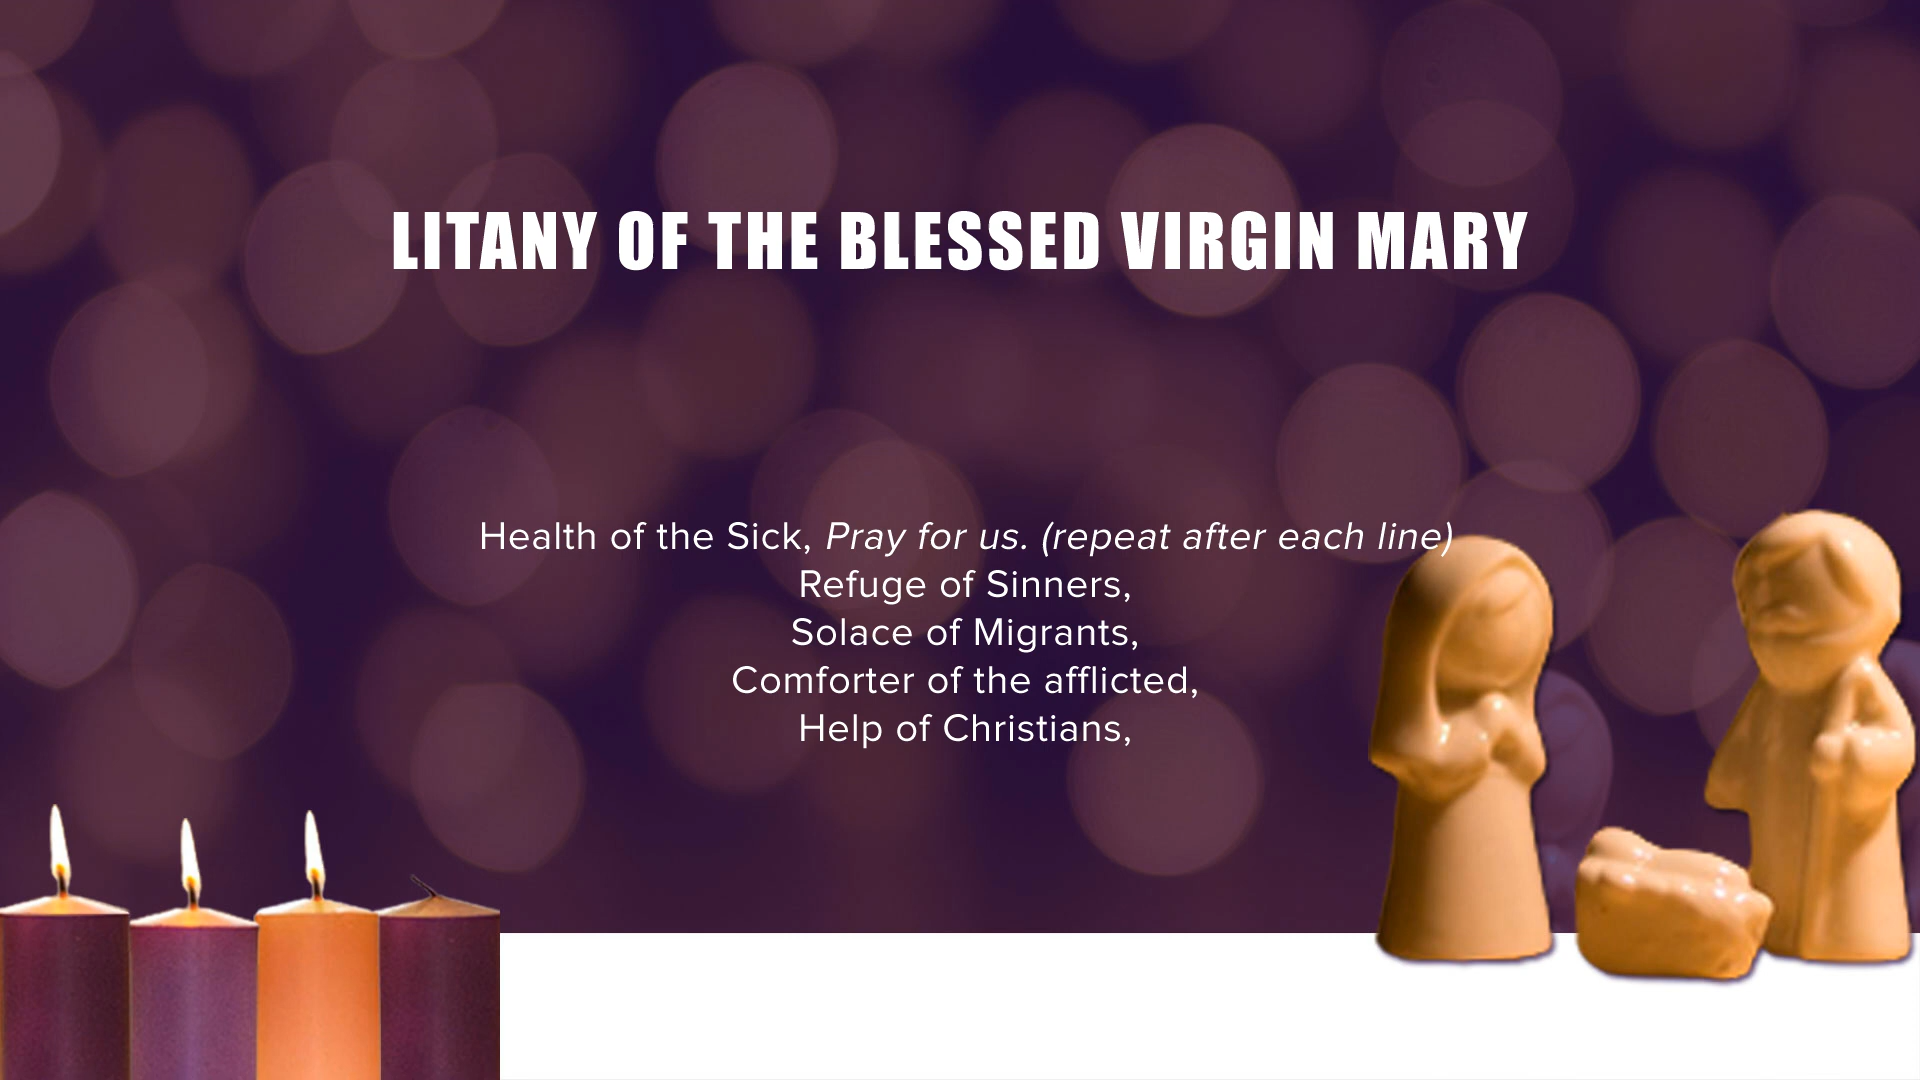 LITANY OF THE BLESSED VIRGIN MARY
Health of the Sick, Pray for us. (repeat after each line)
Refuge of Sinners,
Solace of Migrants,
Comforter of the afflicted,
Help of Christians,